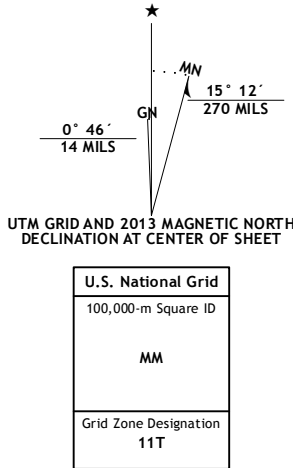 MN
GN
15° 12´
270 MILS
0° 46´
14 MILS
UTM GRID AND 2013 MAGNETIC NORTH
DECLINATION AT CENTER OF SHEET
U.S. National Grid
100,000-m Square ID
MM
Grid Zone Designation
11T